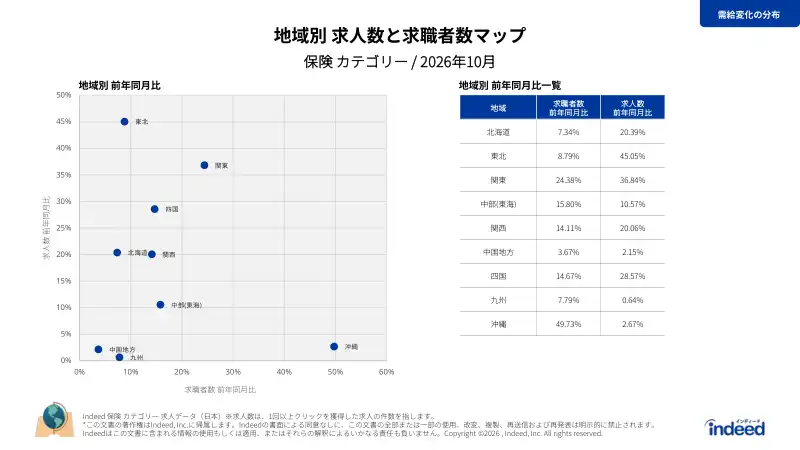 需給変化の分布
地域別 求人数と求職者数マップ
保険 カテゴリー / 2026年10月
地域別 前年同月比
求人数 前年同月比
50%
45%
40%
35%
30%
25%
20%
15%
10%
5%
0%
東北
関東
四国
北海道
関西
中部(東海)
中国地方
九州
沖縄
0%
10%
20%
30%
40%
50%
60%
求職者数 前年同月比
地域別 前年同月比一覧
地域 求職者数 前年同月比 求人数 前年同月比
北海道 7.34% 20.39%
東北 8.79% 45.05%
関東 24.38% 36.84%
中部(東海) 15.80% 10.57%
関西 14.11% 20.06%
中国地方 3.67% 2.15%
四国 14.67% 28.57%
九州 7.79% 0.64%
沖縄 49.73% 2.67%
Indeed 保険 カテゴリー 求人データ（日本）※求人数は、1回以上クリックを獲得した求人の件数を指します。
*この文書の著作権はIndeed, Inc.に帰属します。Indeedの書面による同意なしに、この文書の全部または一部の使用、改変、複製、再送信および再発表は明示的に禁止されます。
Indeedはこの文書に含まれる情報の使用もしくは適用、またはそれらの解釈によるいかなる責任も負いません。Copyright ©2026 , Indeed, Inc. All rights reserved.
インディード
indeed